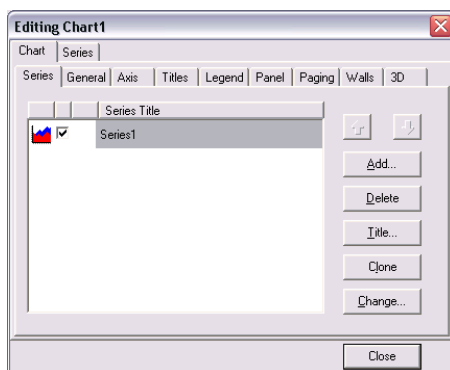 Editing Chart1
Chart Series
Series General Axis Titles Legend Panel Paging Walls 3D
Series Title
Series1
Add...
Delete
Title...
Clone
Change...
Close